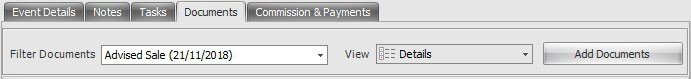 Event Details Notes Tasks Documents Commission & Payments
Filter Documents Advised Sale (21/11/2018) View Details Add Documents